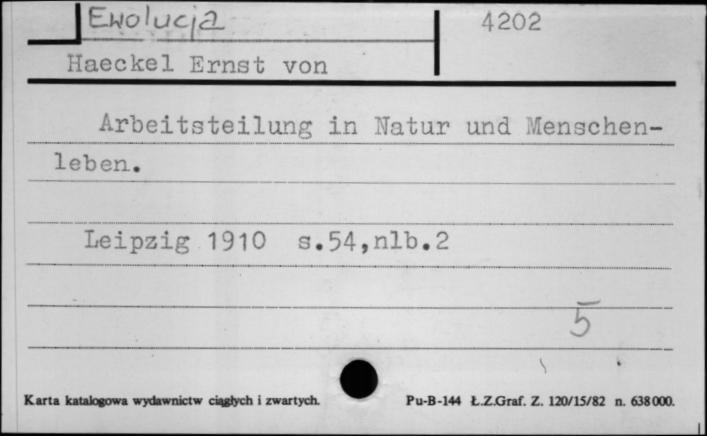 Ewolucja
4202
Haeckel Ernst von
Arbeitsteilung in Natur und Menschen-
leben.
Leipzig 1910 s.54,nlb.2
5
Karta katalogowa wydawnictw ciągłych i zwartych.
Pu-B-144 Ł.Z.Graf. Z. 120/15/82 n. 638000.